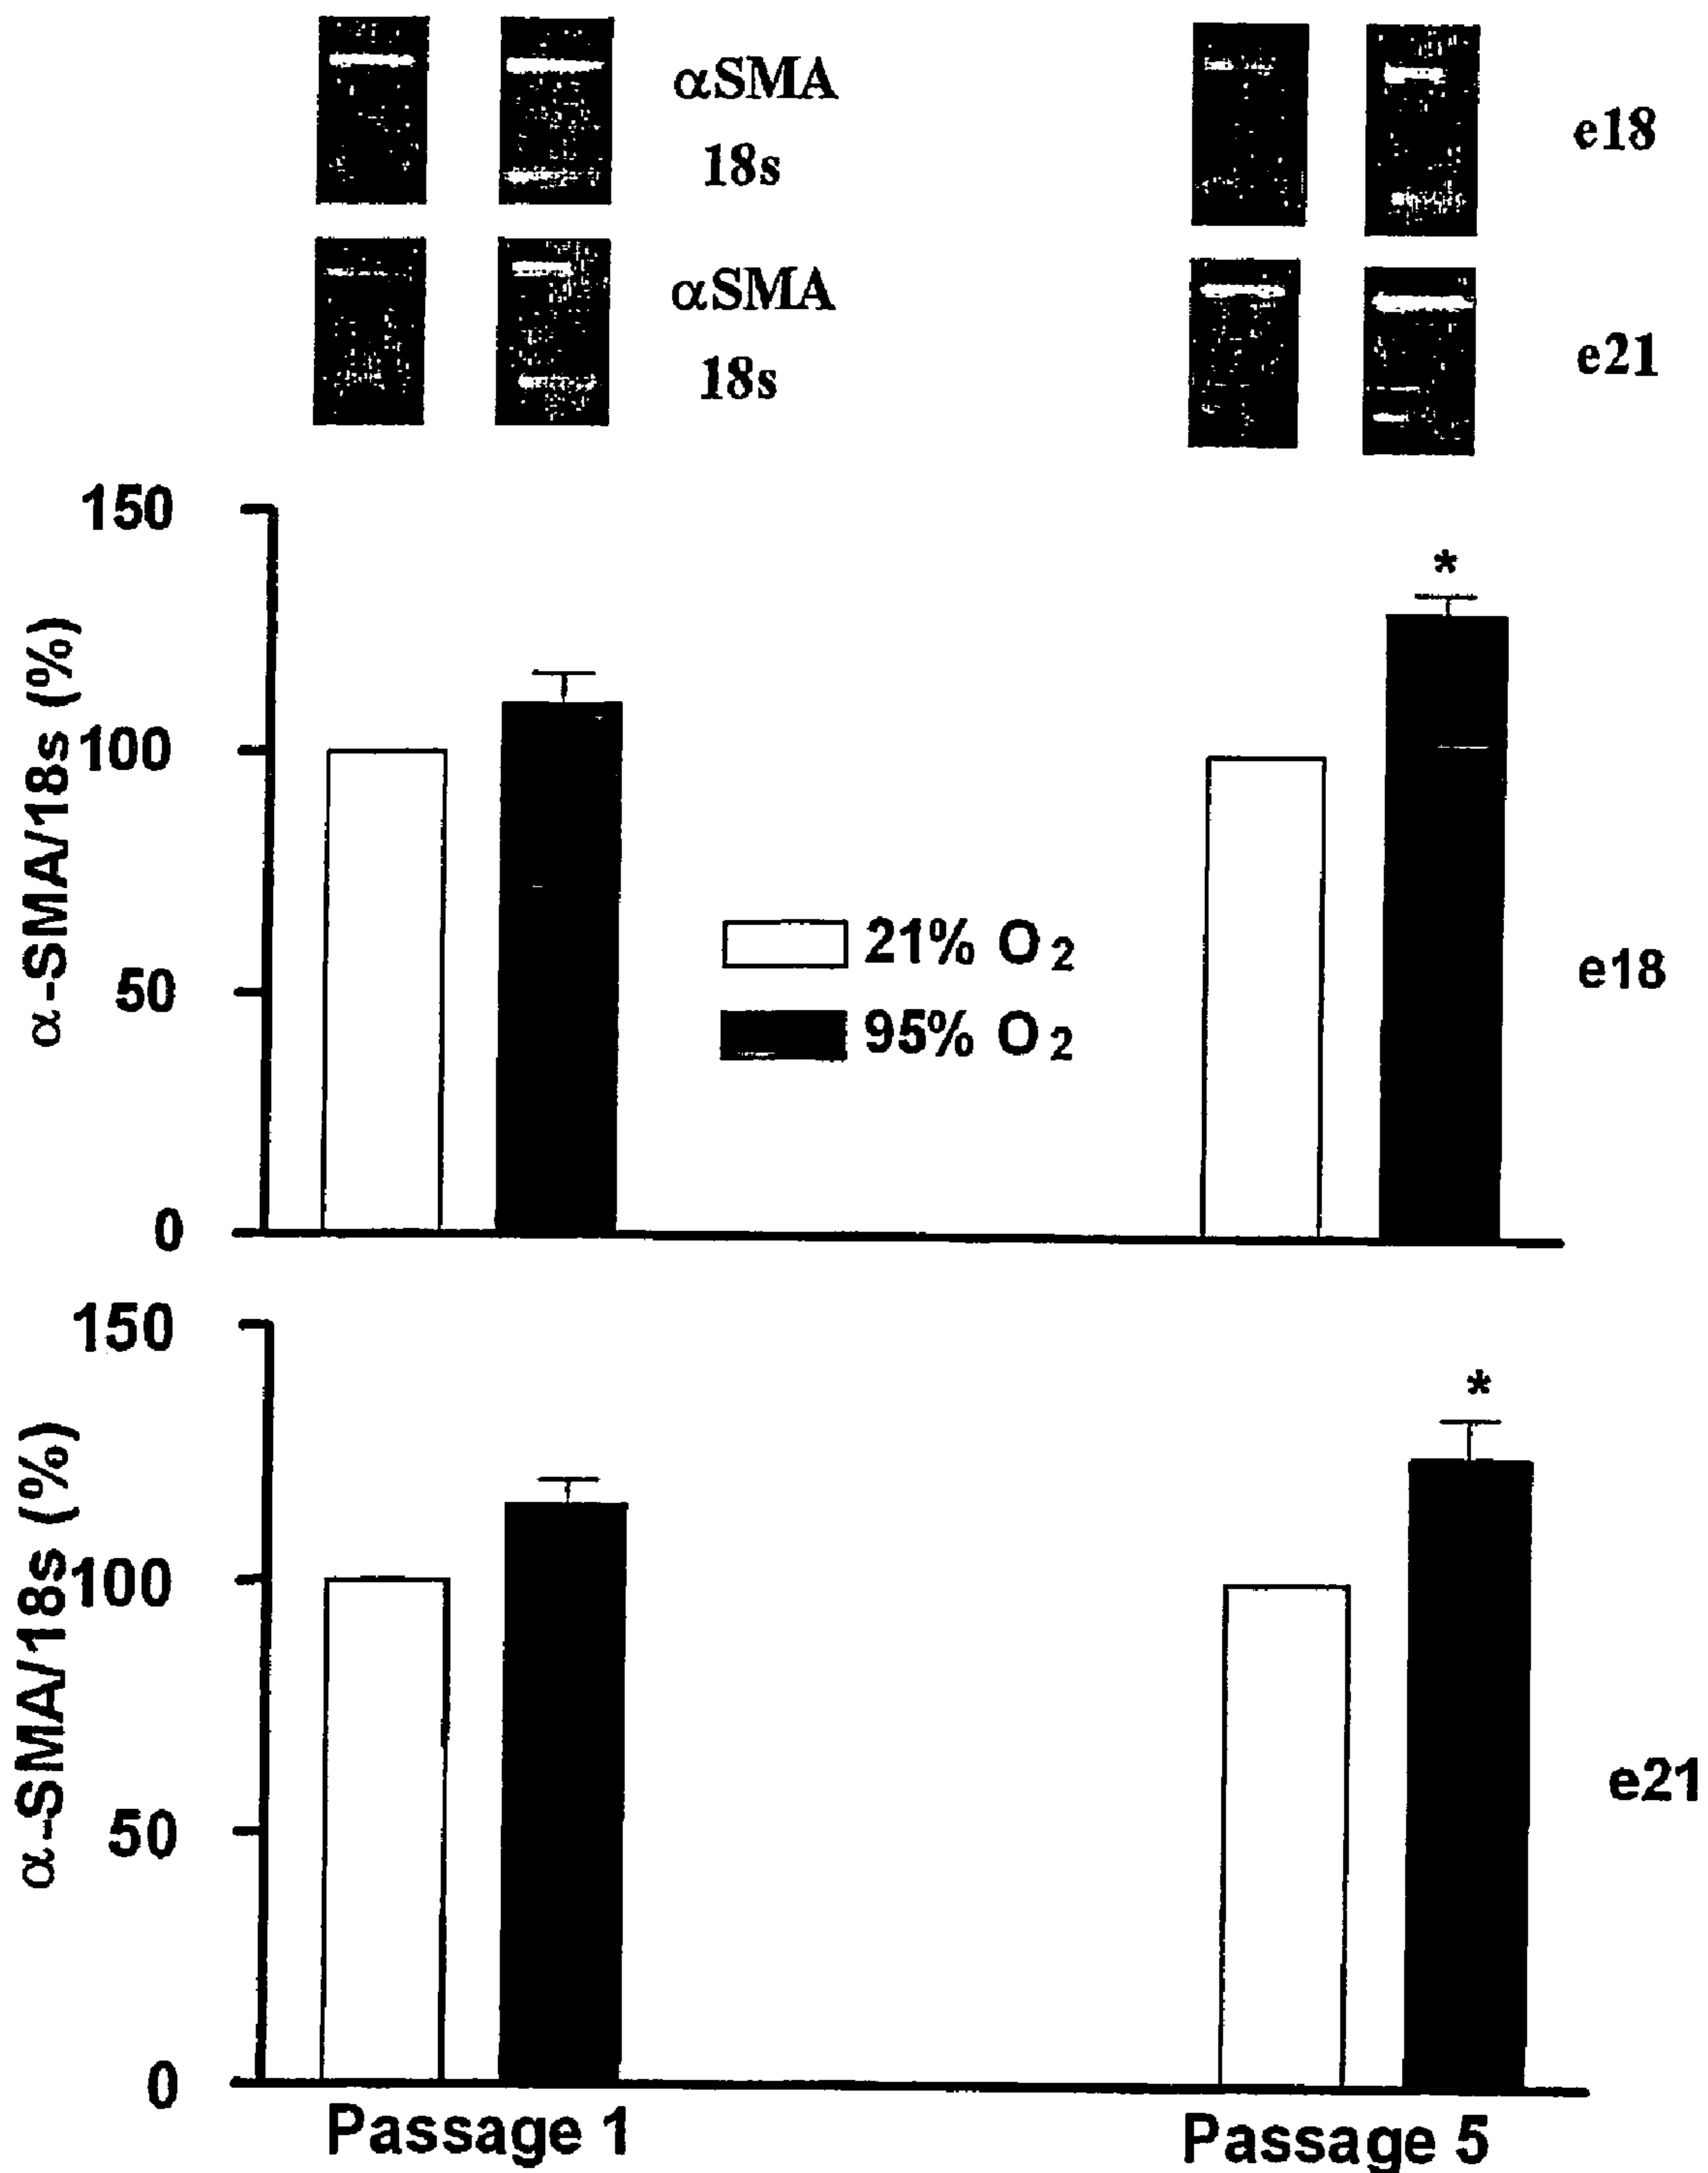 αSMA
18s
e18
αSMA
18s
e21
150
100
50
0
α-SMA/18s (%)
*
21% O2
95% O2
e18
150
100
50
0
α-SMA/18s (%)
*
e21
Passage 1
Passage 5